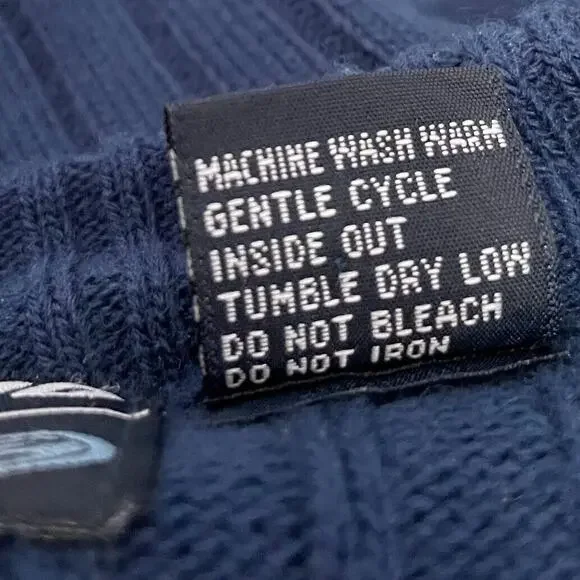 MACHINE WASH WARM
GENTLE CYCLE
INSIDE OUT
TUMBLE DRY LOW
DO NOT BLEACH
DO NOT IRON